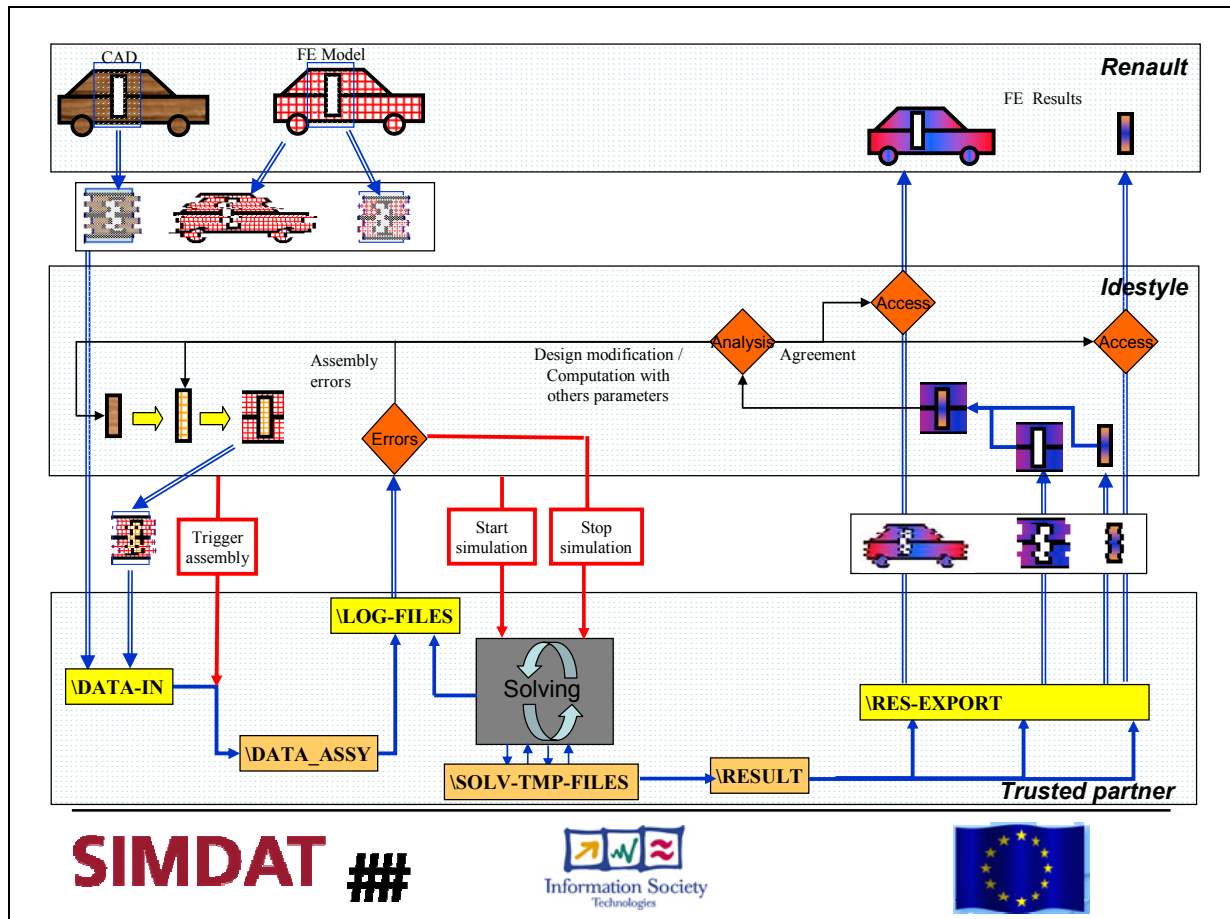 CAD
FE Model
Renault
FE Results
Idestyle
Access
Access
Analysis
Agreement
Design modification /
Computation with
others parameters
Assembly
errors
Errors
Trigger
assembly
Start
simulation
Stop
simulation
\LOG-FILES
Solving
\DATA-IN
\RES-EXPORT
\DATA_ASSY
\SOLV-TMP-FILES
\RESULT
Trusted partner
SIMDAT
Information Society
Technologies